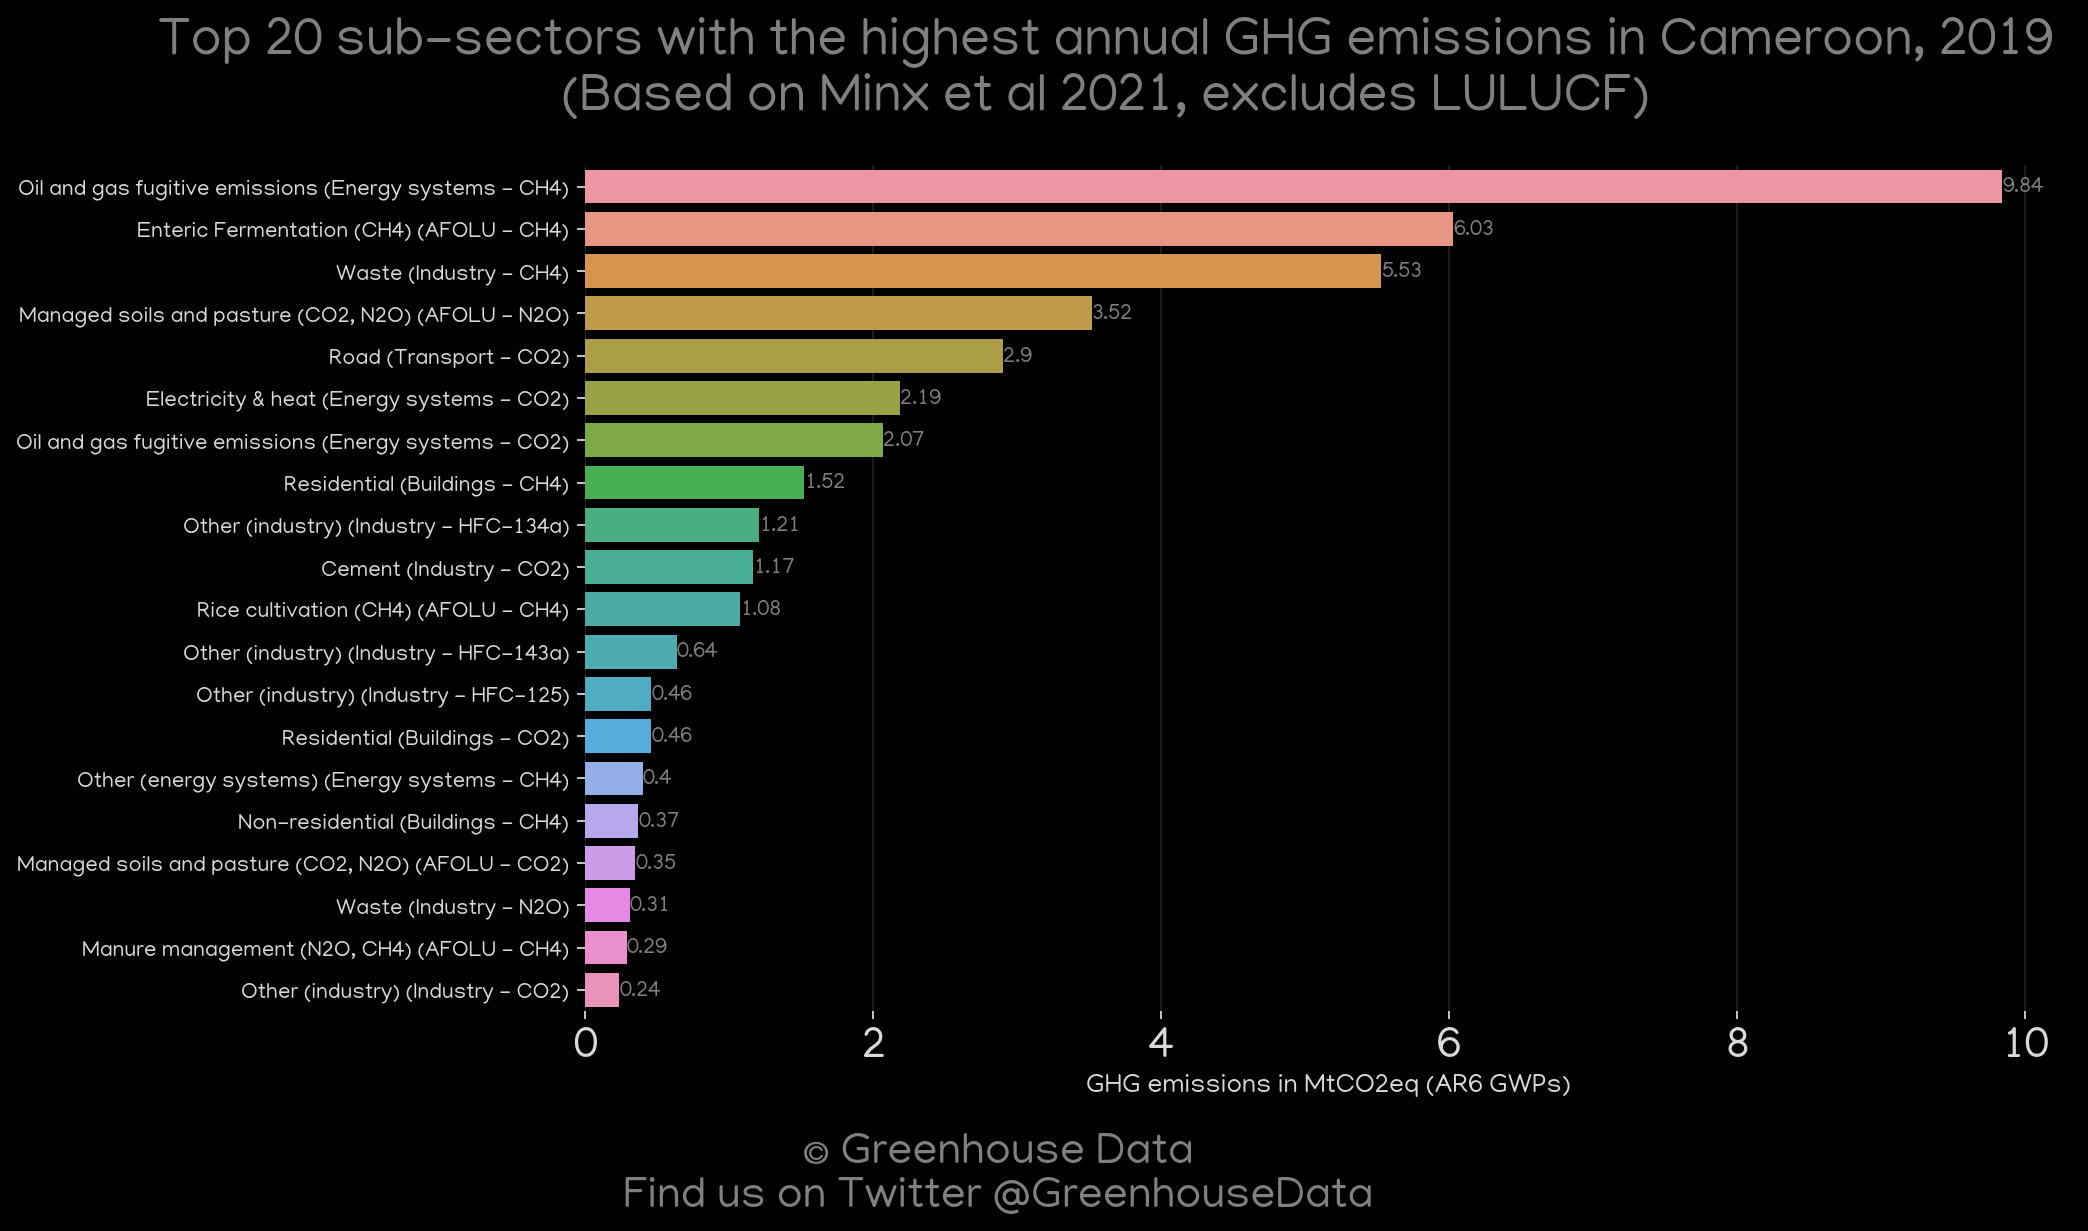 Top 20 sub-sectors with the highest annual GHG emissions in Cameroon, 2019
(Based on Minx et al 2021, excludes LULUCF)
Oil and gas fugitive emissions (Energy systems - CH4) 9.84
Enteric Fermentation (CH4) (AFOLU - CH4) 6.03
Waste (Industry - CH4) 5.53
Managed soils and pasture (CO2, N2O) (AFOLU - N2O) 3.52
Road (Transport - CO2) 2.9
Electricity & heat (Energy systems - CO2) 2.19
Oil and gas fugitive emissions (Energy systems - CO2) 2.07
Residential (Buildings - CH4) 1.52
Other (industry) (Industry - HFC-134a) 1.21
Cement (Industry - CO2) 1.17
Rice cultivation (CH4) (AFOLU - CH4) 1.08
Other (industry) (Industry - HFC-143a) 0.64
Other (industry) (Industry - HFC-125) 0.46
Residential (Buildings - CO2) 0.46
Other (energy systems) (Energy systems - CH4) 0.4
Non-residential (Buildings - CH4) 0.37
Managed soils and pasture (CO2, N2O) (AFOLU - CO2) 0.35
Waste (Industry - N2O) 0.31
Manure management (N2O, CH4) (AFOLU - CH4) 0.29
Other (industry) (Industry - CO2) 0.24
0 2 4 6 8 10
GHG emissions in MtCO2eq (AR6 GWPs)
© Greenhouse Data
Find us on Twitter @GreenhouseData